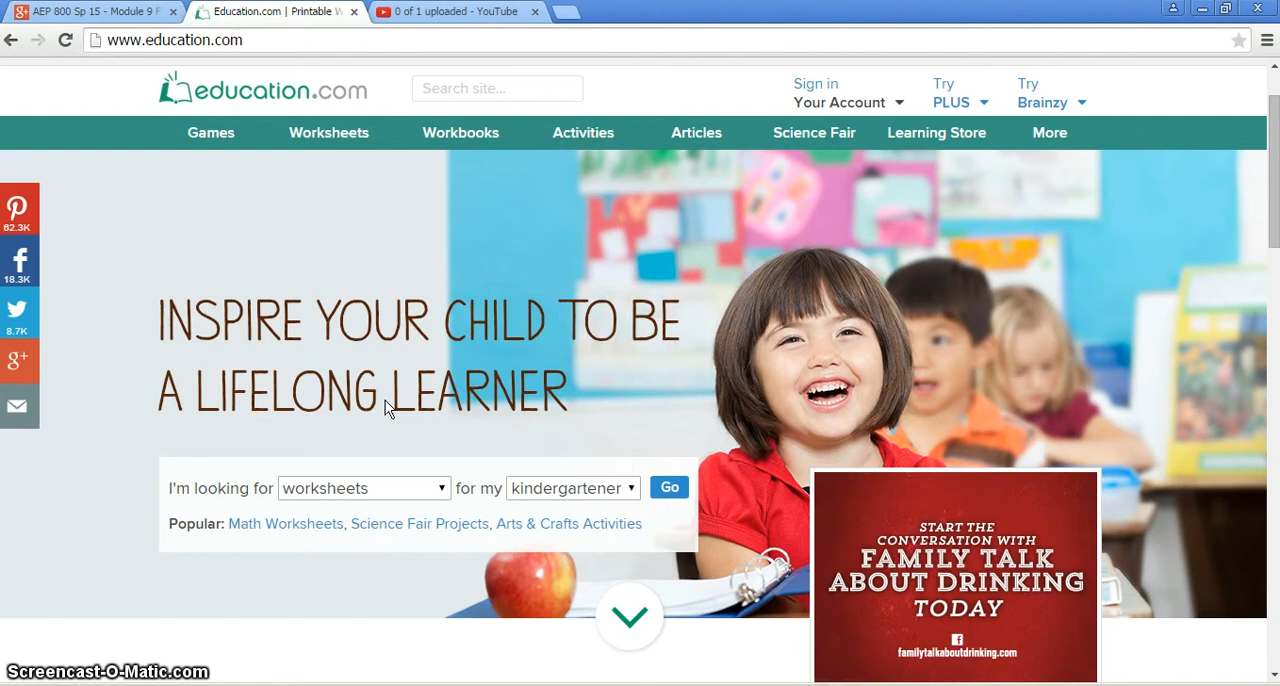 AEP 800 Sp 15 - Module 9 F
Education.com | Printable W
0 of 1 uploaded - YouTube
www.education.com
education.com
Search site...
Sign in
Your Account
Try
PLUS
Try
Brainzy
Games
Worksheets
Workbooks
Activities
Articles
Science Fair
Learning Store
More
62.3K
18.3K
8.7K
INSPIRE YOUR CHILD TO BE
A LIFELONG LEARNER
I'm looking for worksheets for my kindergartener Go
Popular: Math Worksheets, Science Fair Projects, Arts & Crafts Activities
START THE
CONVERSATION WITH
FAMILY TALK
ABOUT DRINKING
TODAY
familytalkaboutdrinking.com
Screencast-O-Matic.com